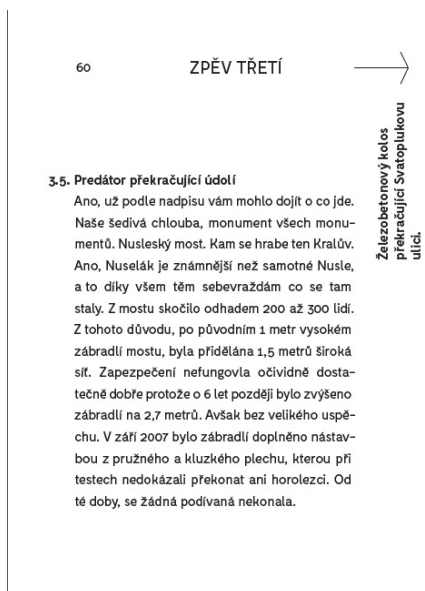 60
ZPĚV TŘETÍ
Železobetonový kolos
překračující Svatoplukovu
ulici.
3.5. Predátor překračující údolí
Ano, už podle nadpisu vám mohlo dojít o co jde.
Naše šedivá chlouba, monument všech monu-
mentů. Nusleský most. Kam se hrabe ten Kralův.
Ano, Nuselák je známnější než samotné Nusle,
a to díky všem těm sebevraždám co se tam
staly. Z mostu skočilo odhadem 200 až 300 lidí.
Z tohoto důvodu, po původním 1 metr vysokém
zábradlí mostu, byla přidělána 1,5 metrů široká
síť. Zapezpečení nefungovla očividně dosta-
tečně dobře protože o 6 let později bylo zvýšeno
zábradlí na 2,7 metrů. Avšak bez velikého uspě-
chu. V září 2007 bylo zábradlí doplněno nástav-
bou z pružného a kluzkého plechu, kterou při
testech nedokázali překonat ani horolezci. Od
té doby, se žádná podívaná nekonala.